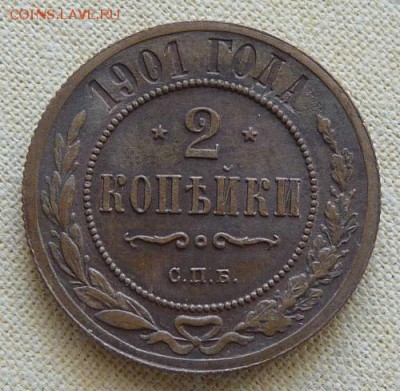 COINS.LAVE.RU
1901 ГОДА
* 2 *
КОПѢЙКИ
С.П.Б.